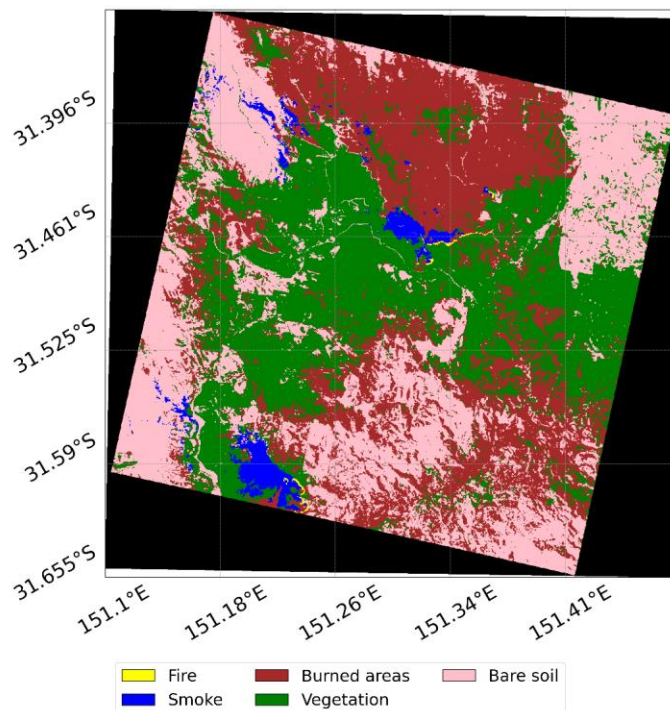 31.396°S
31.461°S
31.525°S
31.59°S
31.655°S
151.1°E
151.18°E
151.26°E
151.34°E
151.41°E
Fire
Burned areas
Bare soil
Smoke
Vegetation